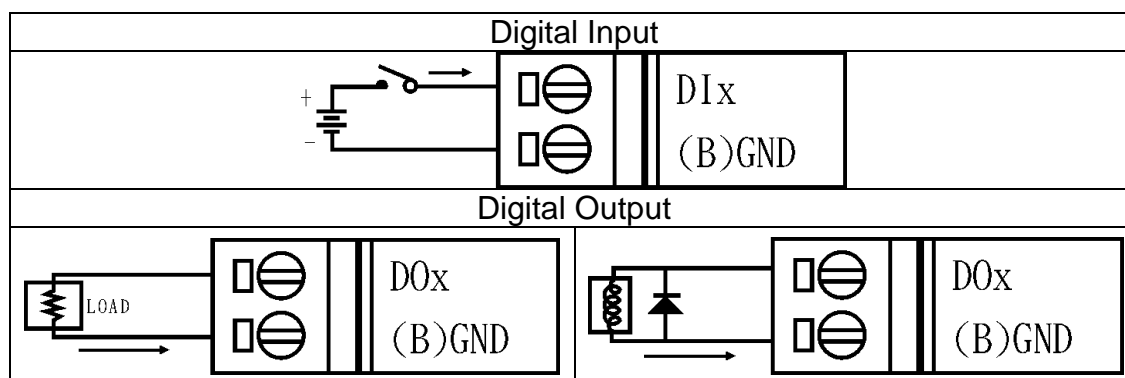 Digital Input
+
-
DIx
(B)GND
Digital Output
LOAD
DOx
(B)GND
DOx
(B)GND